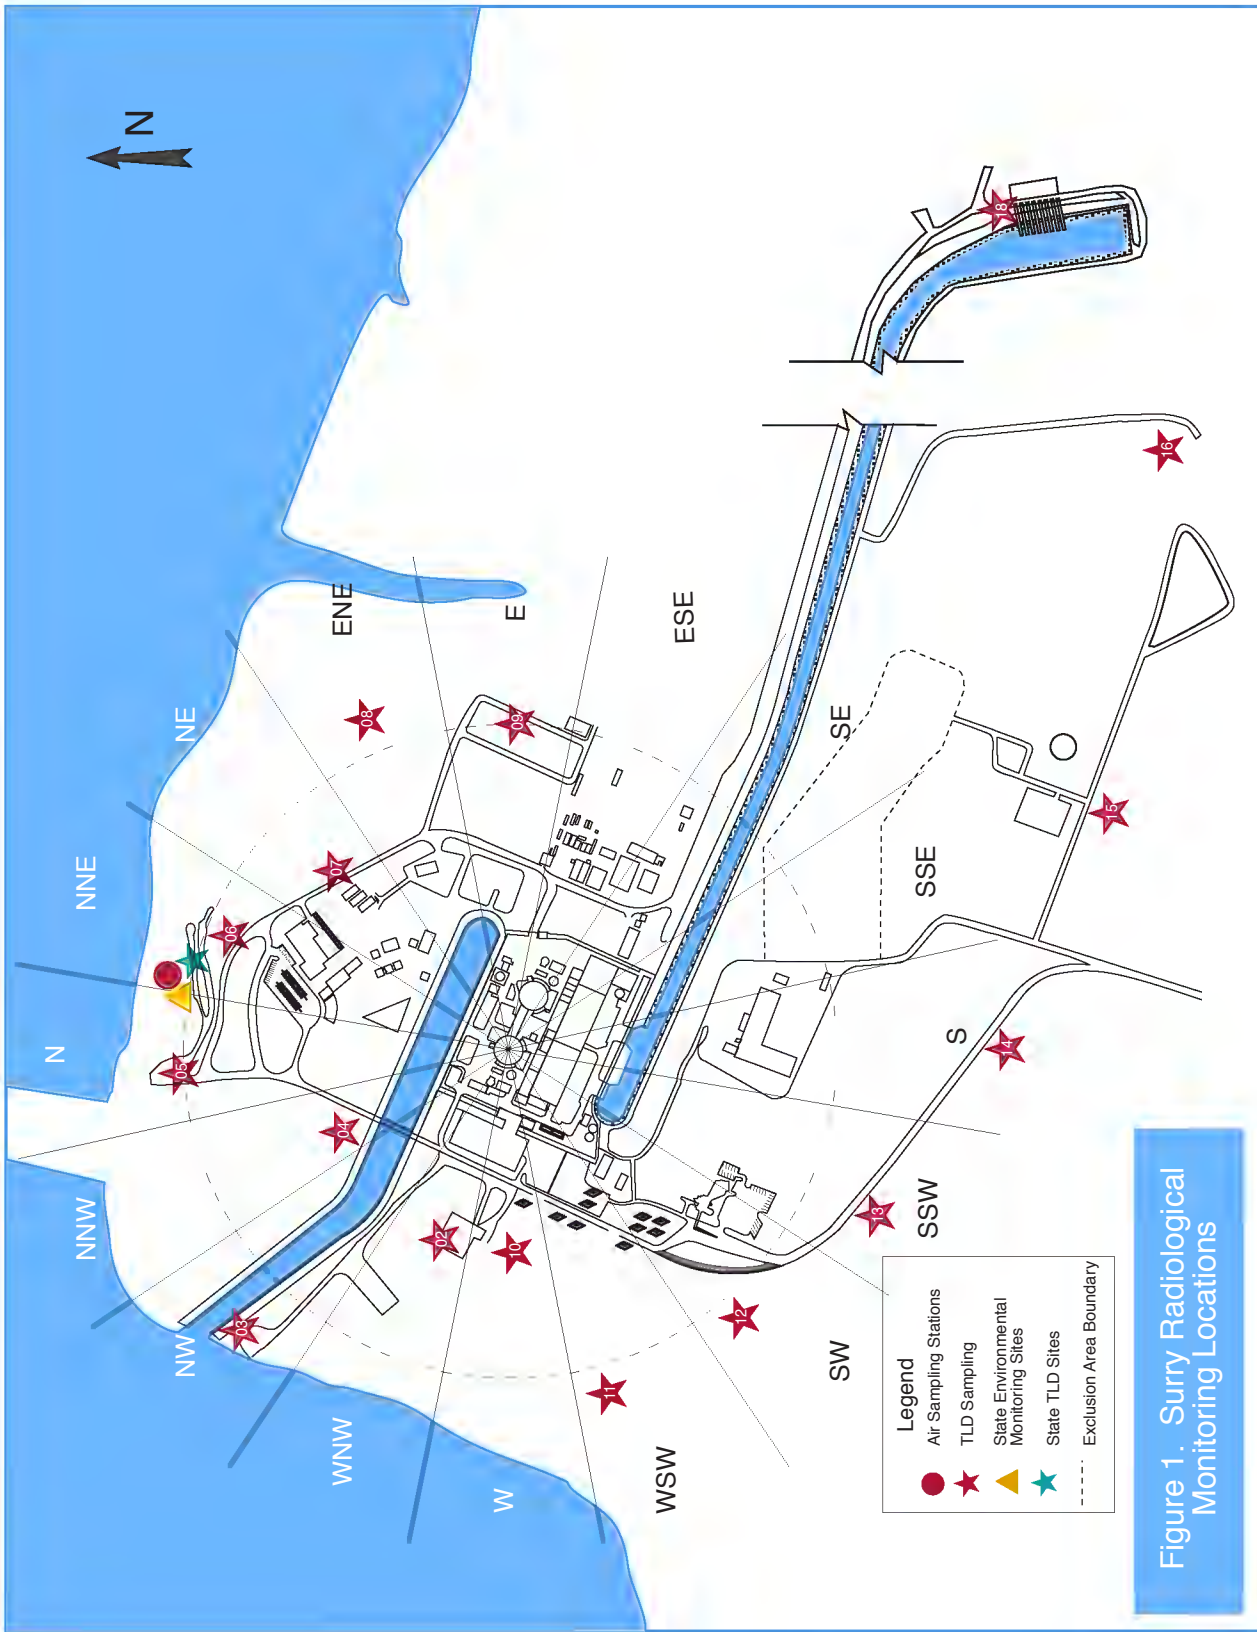 N
N
NNE
NE
ENE
E
ESE
SE
SSE
S
SSW
SW
WSW
W
WNW
NW
NNW
02
03
04
05
06
07
08
09
10
11
12
13
14
15
16
18
Legend
Air Sampling Stations
TLD Sampling
State Environmental
Monitoring Sites
State TLD Sites
Exclusion Area Boundary
Figure 1. Surry Radiological
Monitoring Locations